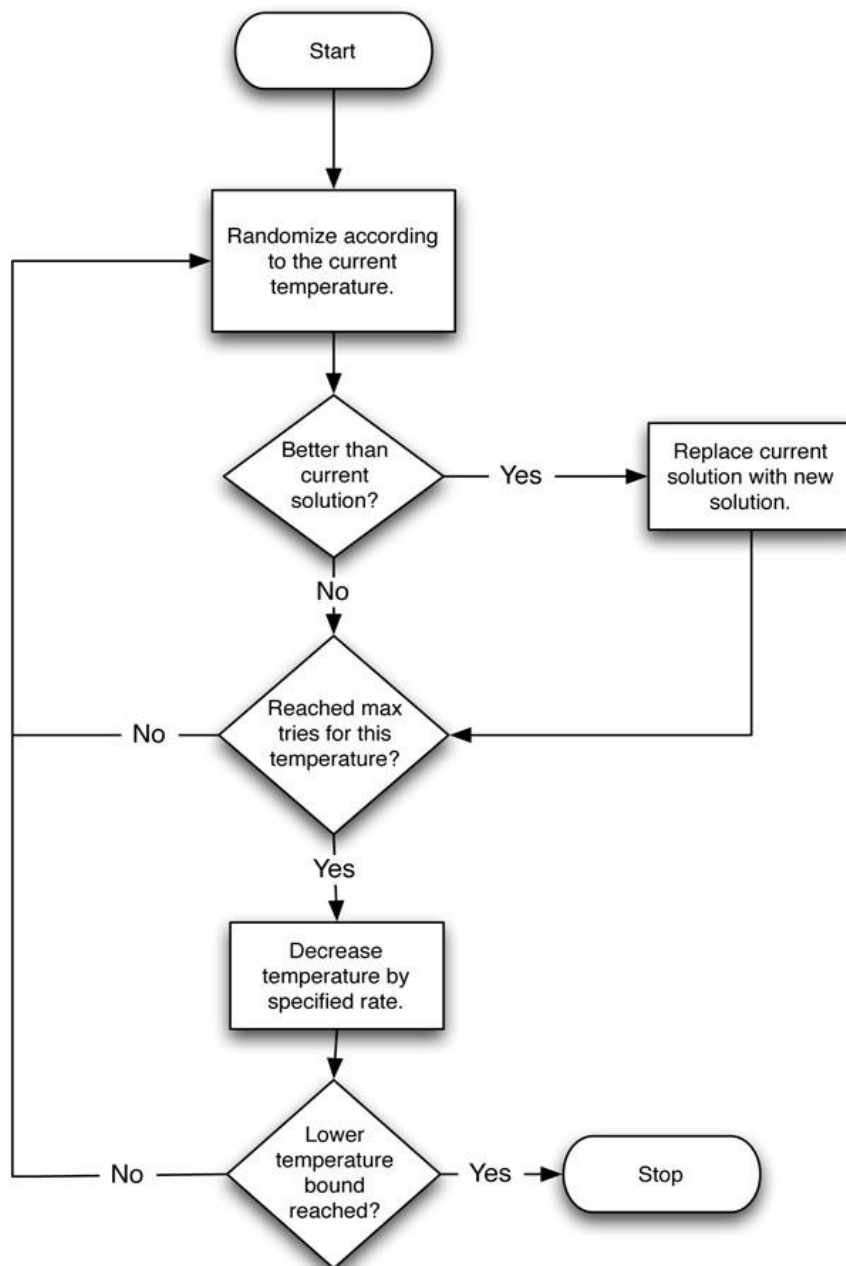 Start
Randomize according
to the current
temperature.
Better than
current
solution?
Yes
Replace current
solution with new
solution.
No
Reached max
tries for this
temperature?
No
Yes
Decrease
temperature by
specified rate.
Lower
temperature
bound
reached?
No
Yes
Stop